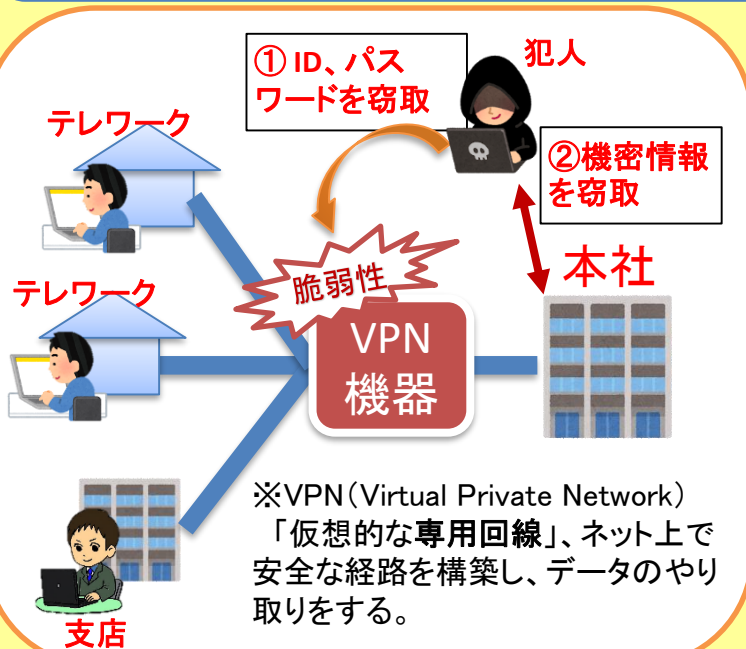 ① ID、パス
ワードを窃取
犯人
テレワーク
②機密情報
を窃取
本社
脆弱性
テレワーク
VPN
機器
※VPN（Virtual Private Network）
「仮想的な専用回線」、ネット上で
安全な経路を構築し、データのやり
取りをする。
支店